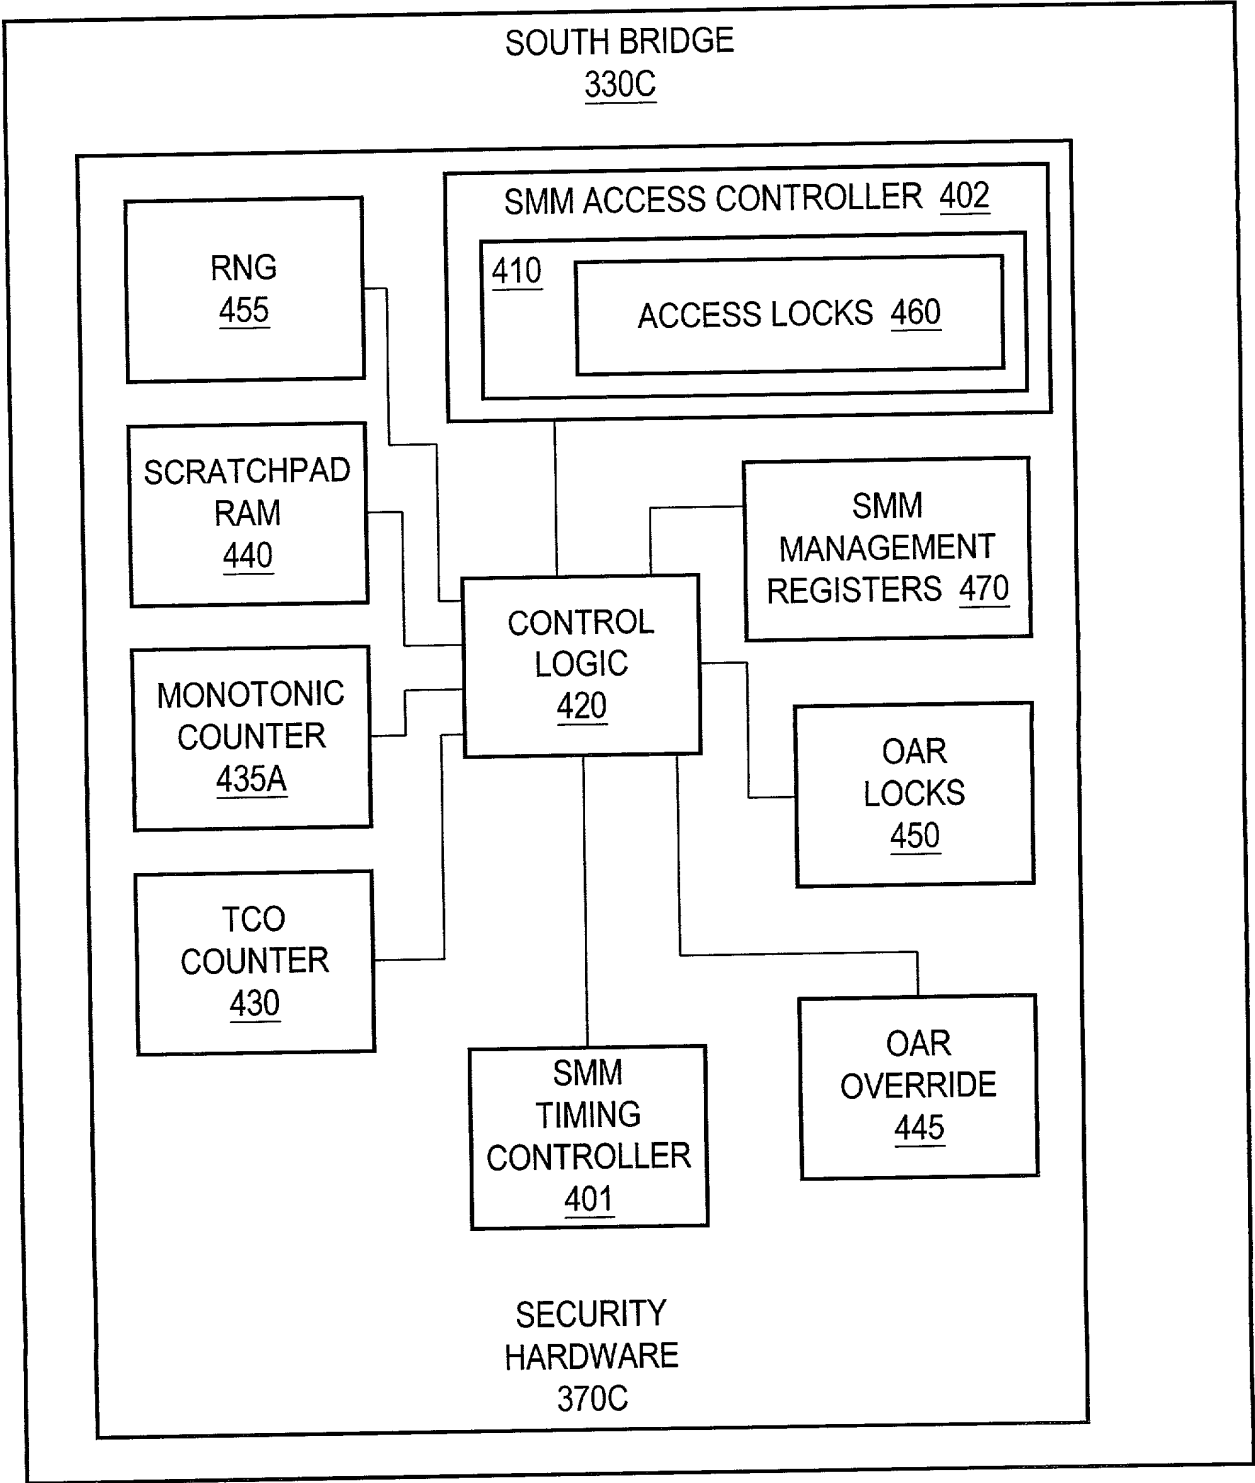 SOUTH BRIDGE
330C
SMM ACCESS CONTROLLER 402
410
ACCESS LOCKS 460
RNG
455
SCRATCHPAD
RAM
440
SMM
MANAGEMENT
REGISTERS 470
CONTROL
LOGIC
420
MONOTONIC
COUNTER
435A
OAR
LOCKS
450
TCO
COUNTER
430
SMM
TIMING
CONTROLLER
401
OAR
OVERRIDE
445
SECURITY
HARDWARE
370C